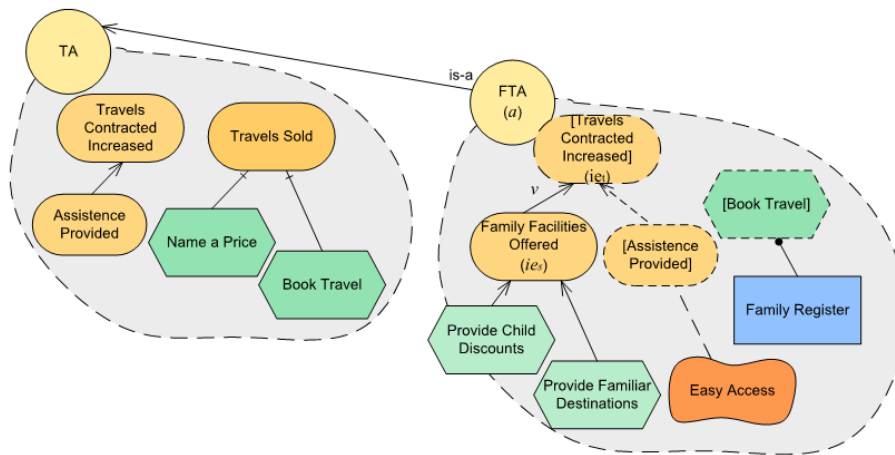 TA
is-a
FTA
(a)
Travels
Contracted
Increased
Travels Sold
[Travels
Contracted
Increased]
(ieₜ)
v
[Book Travel]
Assistence
Provided
Name a Price
Book Travel
Family Facilities
Offered
(ieₛ)
[Assistence
Provided]
Family Register
Provide Child
Discounts
Provide Familiar
Destinations
Easy Access